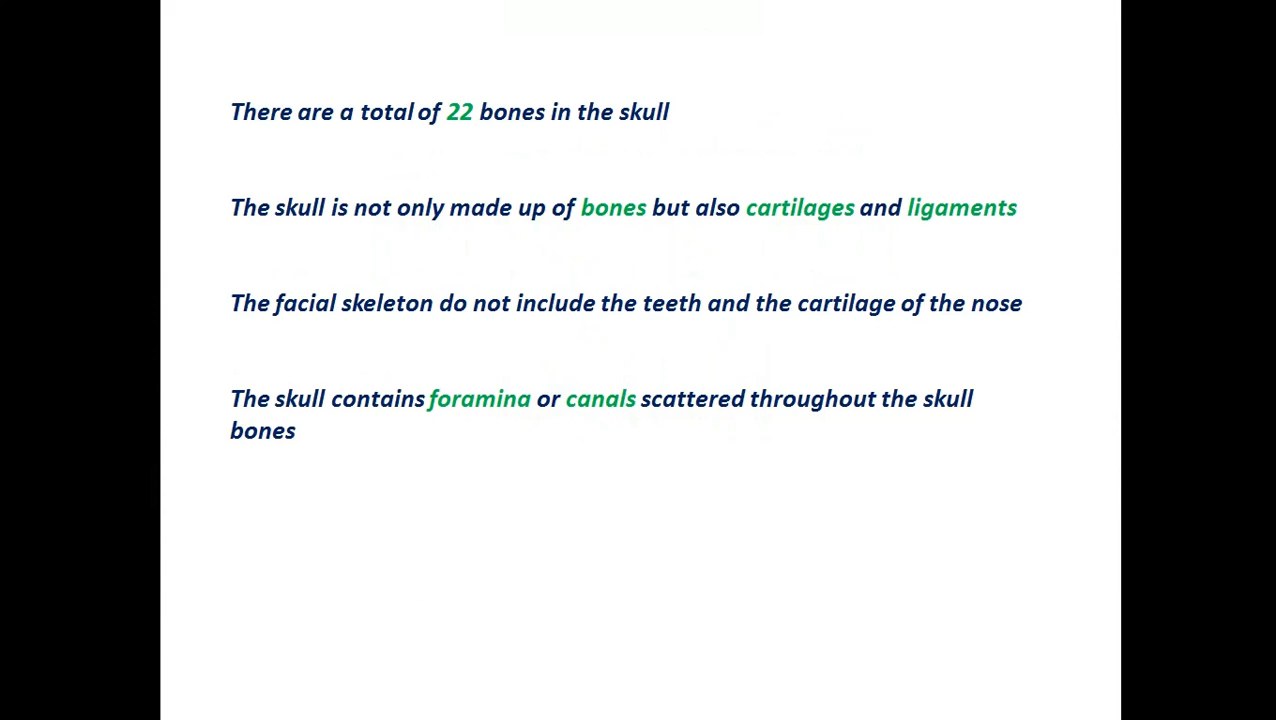 There are a total of 22 bones in the skull
The skull is not only made up of bones but also cartilages and ligaments
The facial skeleton do not include the teeth and the cartilage of the nose
The skull contains foramina or canals scattered throughout the skull
bones